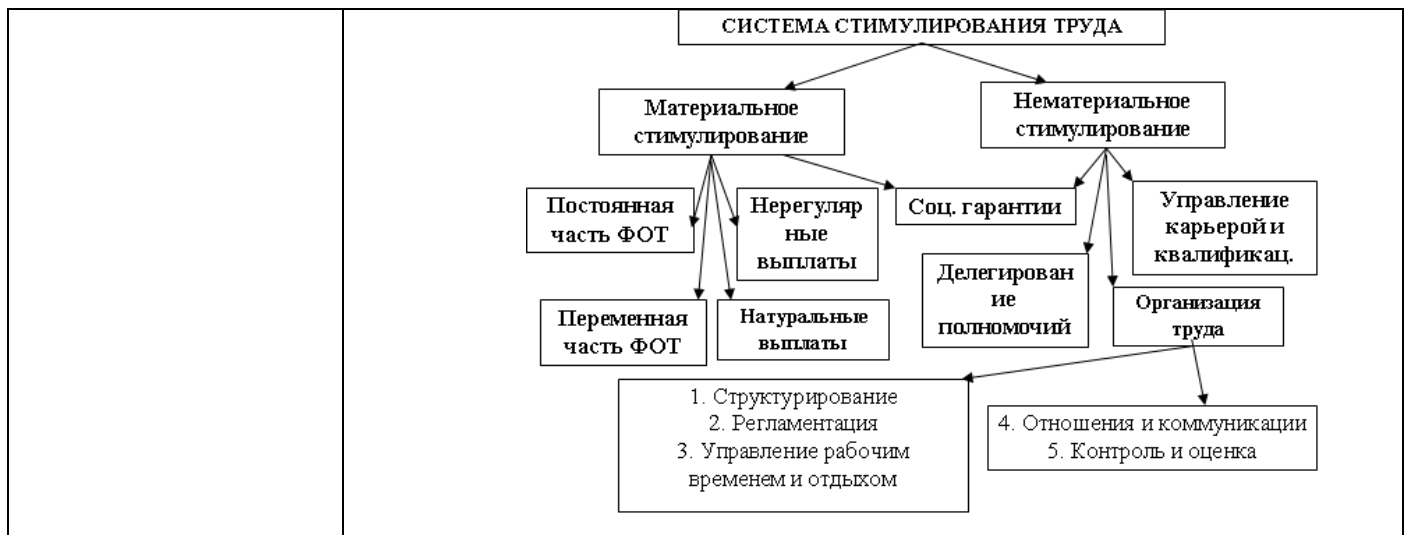 СИСТЕМА СТИМУЛИРОВАНИЯ ТРУДА
Материальное
стимулирование
Нематериальное
стимулирование
Постоянная
часть ФОТ
Нерегуляр
ные
выплаты
Соц. гарантии
Управление
карьерой и
квалификац.
Делегирован
ие
полномочий
Переменная
часть ФОТ
Натуральные
выплаты
Организация
труда
1. Структурирование
2. Регламентация
3. Управление рабочим
временем и отдыхом
4. Отношения и коммуникации
5. Контроль и оценка